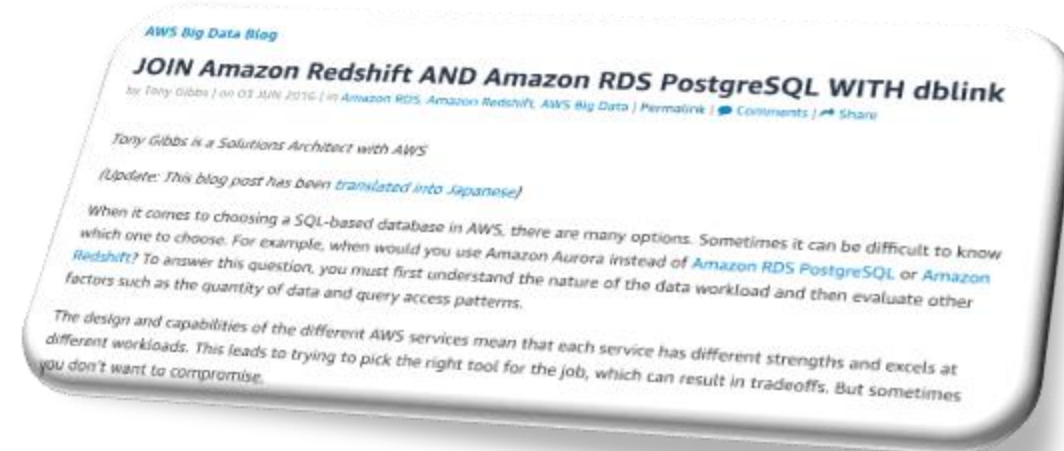 AWS Big Data Blog
JOIN Amazon Redshift AND Amazon RDS PostgreSQL WITH dblink
by Tony Gibbs | on 03 JUN 2016 | in Amazon RDS, Amazon Redshift, AWS Big Data | Permalink | Comments | Share
Tony Gibbs is a Solutions Architect with AWS
(Update: This blog post has been translated into Japanese)
When it comes to choosing a SQL-based database in AWS, there are many options. Sometimes it can be difficult to know
which one to choose. For example, when would you use Amazon Aurora instead of Amazon RDS PostgreSQL or Amazon
Redshift? To answer this question, you must first understand the nature of the data workload and then evaluate other
factors such as the quantity of data and query access patterns.
The design and capabilities of the different AWS services mean that each service has different strengths and excels at
different workloads. This leads to trying to pick the right tool for the job, which can result in tradeoffs. But sometimes
you don't want to compromise.